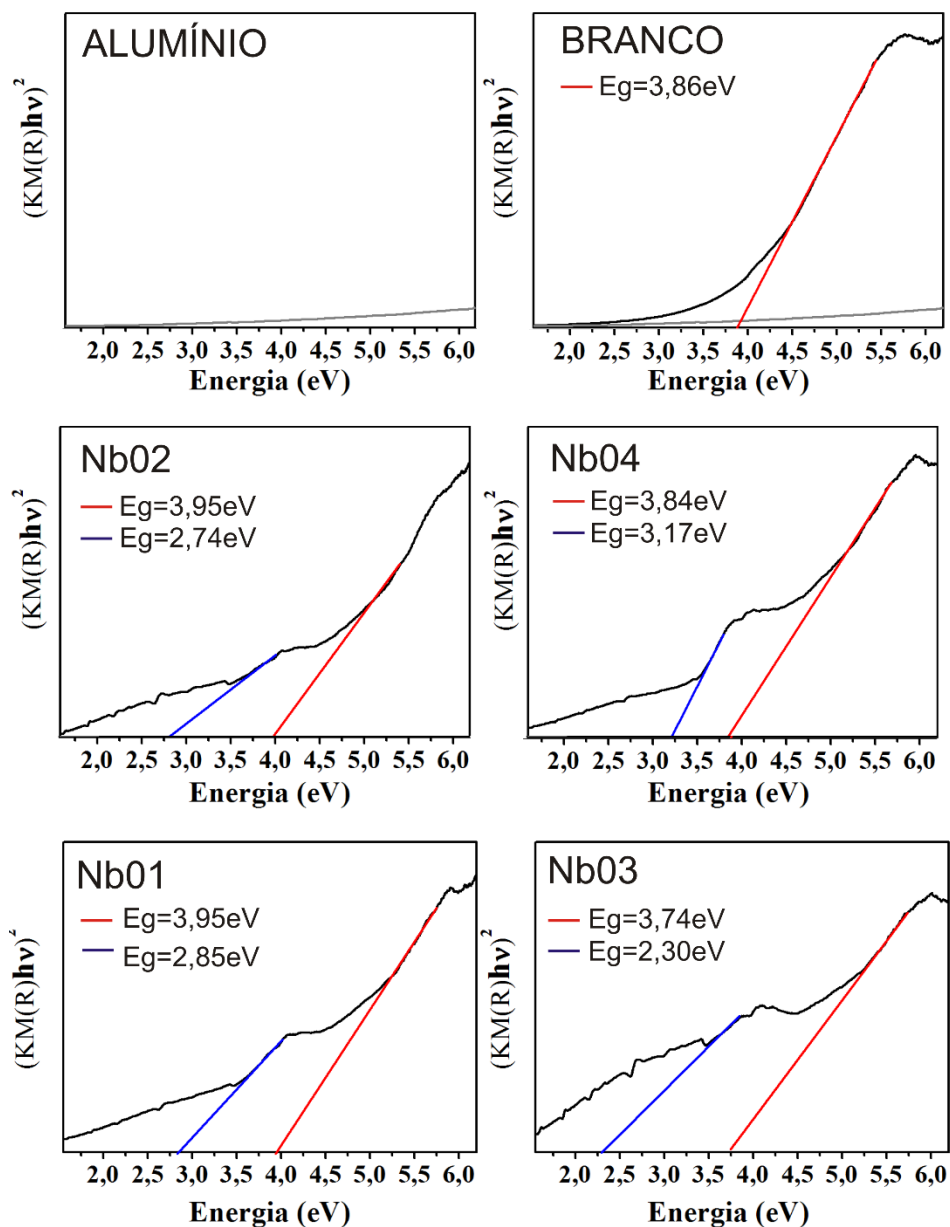 ALUMÍNIO
(KM(R)hν)²
2,0 2,5 3,0 3,5 4,0 4,5 5,0 5,5 6,0
Energia (eV)
BRANCO
Eg=3,86eV
(KM(R)hν)²
2,0 2,5 3,0 3,5 4,0 4,5 5,0 5,5 6,0
Energia (eV)
Nb02
Eg=3,95eV
Eg=2,74eV
(KM(R)hν)²
2,0 2,5 3,0 3,5 4,0 4,5 5,0 5,5 6,0
Energia (eV)
Nb04
Eg=3,84eV
Eg=3,17eV
(KM(R)hν)²
2,0 2,5 3,0 3,5 4,0 4,5 5,0 5,5 6,0
Energia (eV)
Nb01
Eg=3,95eV
Eg=2,85eV
(KM(R)hν)²
2,0 2,5 3,0 3,5 4,0 4,5 5,0 5,5 6,0
Energia (eV)
Nb03
Eg=3,74eV
Eg=2,30eV
(KM(R)hν)²
2,0 2,5 3,0 3,5 4,0 4,5 5,0 5,5 6,0
Energia (eV)